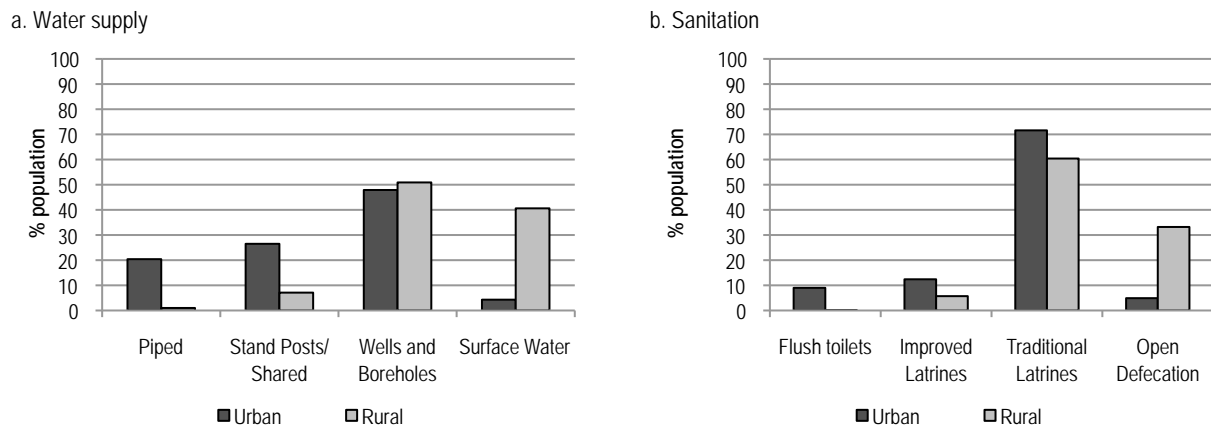 a. Water supply
% population
100
90
80
70
60
50
40
30
20
10
0
Piped
Stand Posts/
Shared
Wells and
Boreholes
Surface Water
Urban
Rural
b. Sanitation
% population
100
90
80
70
60
50
40
30
20
10
0
Flush toilets
Improved
Latrines
Traditional
Latrines
Open
Defecation
Urban
Rural